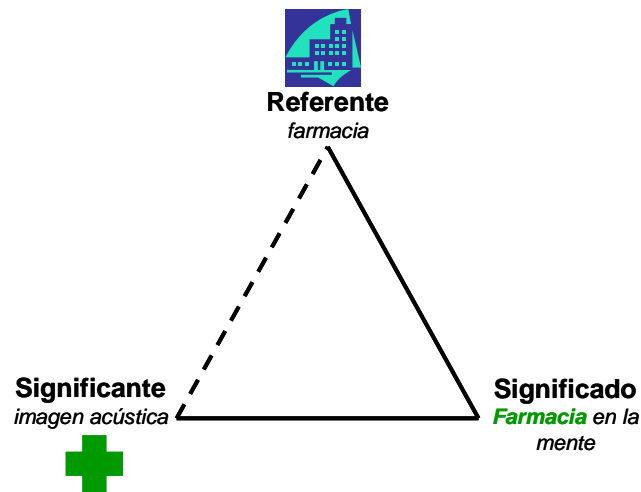 Referente
farmacia
Significante
imagen acústica
Significado
Farmacia en la
mente